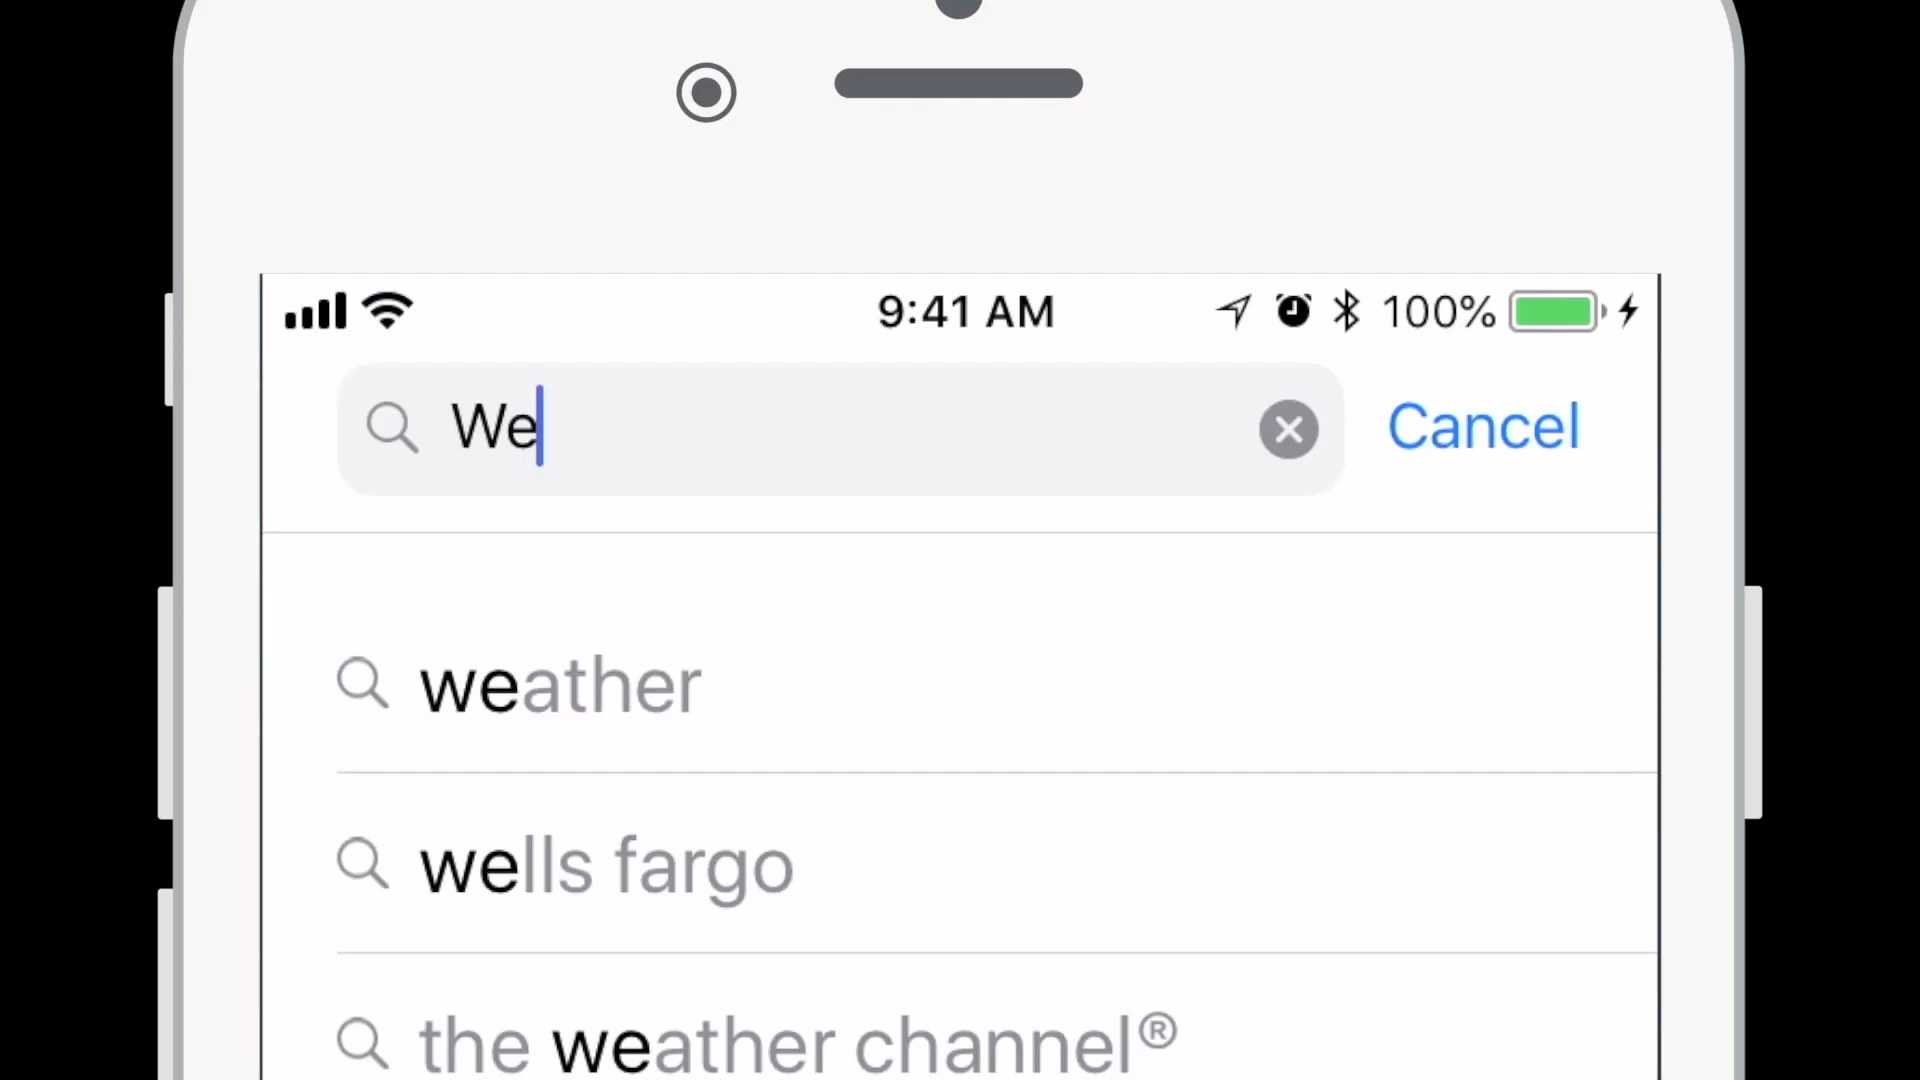 9:41 AM 100%
We Cancel
weather
wells fargo
the weather channel®